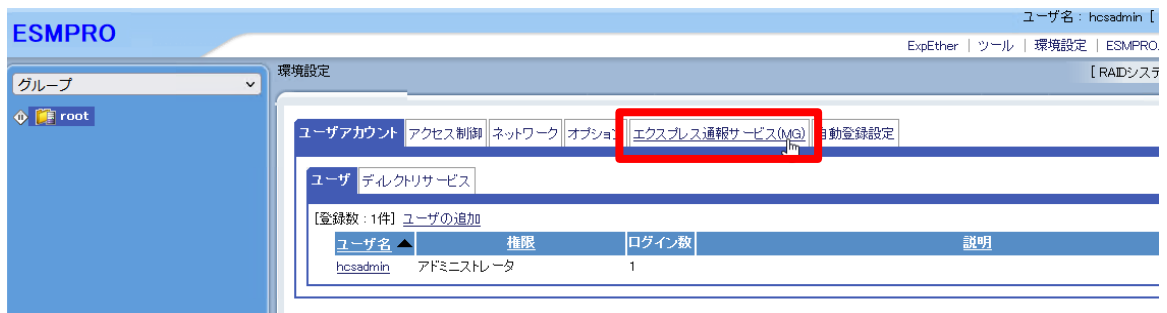 ユーザ名 : hcsadmin [
ESMPRO
ExpEther | ツール | 環境設定 | ESMPRO
グループ
環境設定
[ RAIDシステ
root
ユーザアカウント アクセス制御 ネットワーク オプション エクスプレス通報サービス(MG) 自動登録設定
ユーザ ディレクトリサービス
[登録数 : 1件] ユーザの追加
ユーザ名 ▲ 権限 ログイン数 説明
hcsadmin アドミニストレータ 1